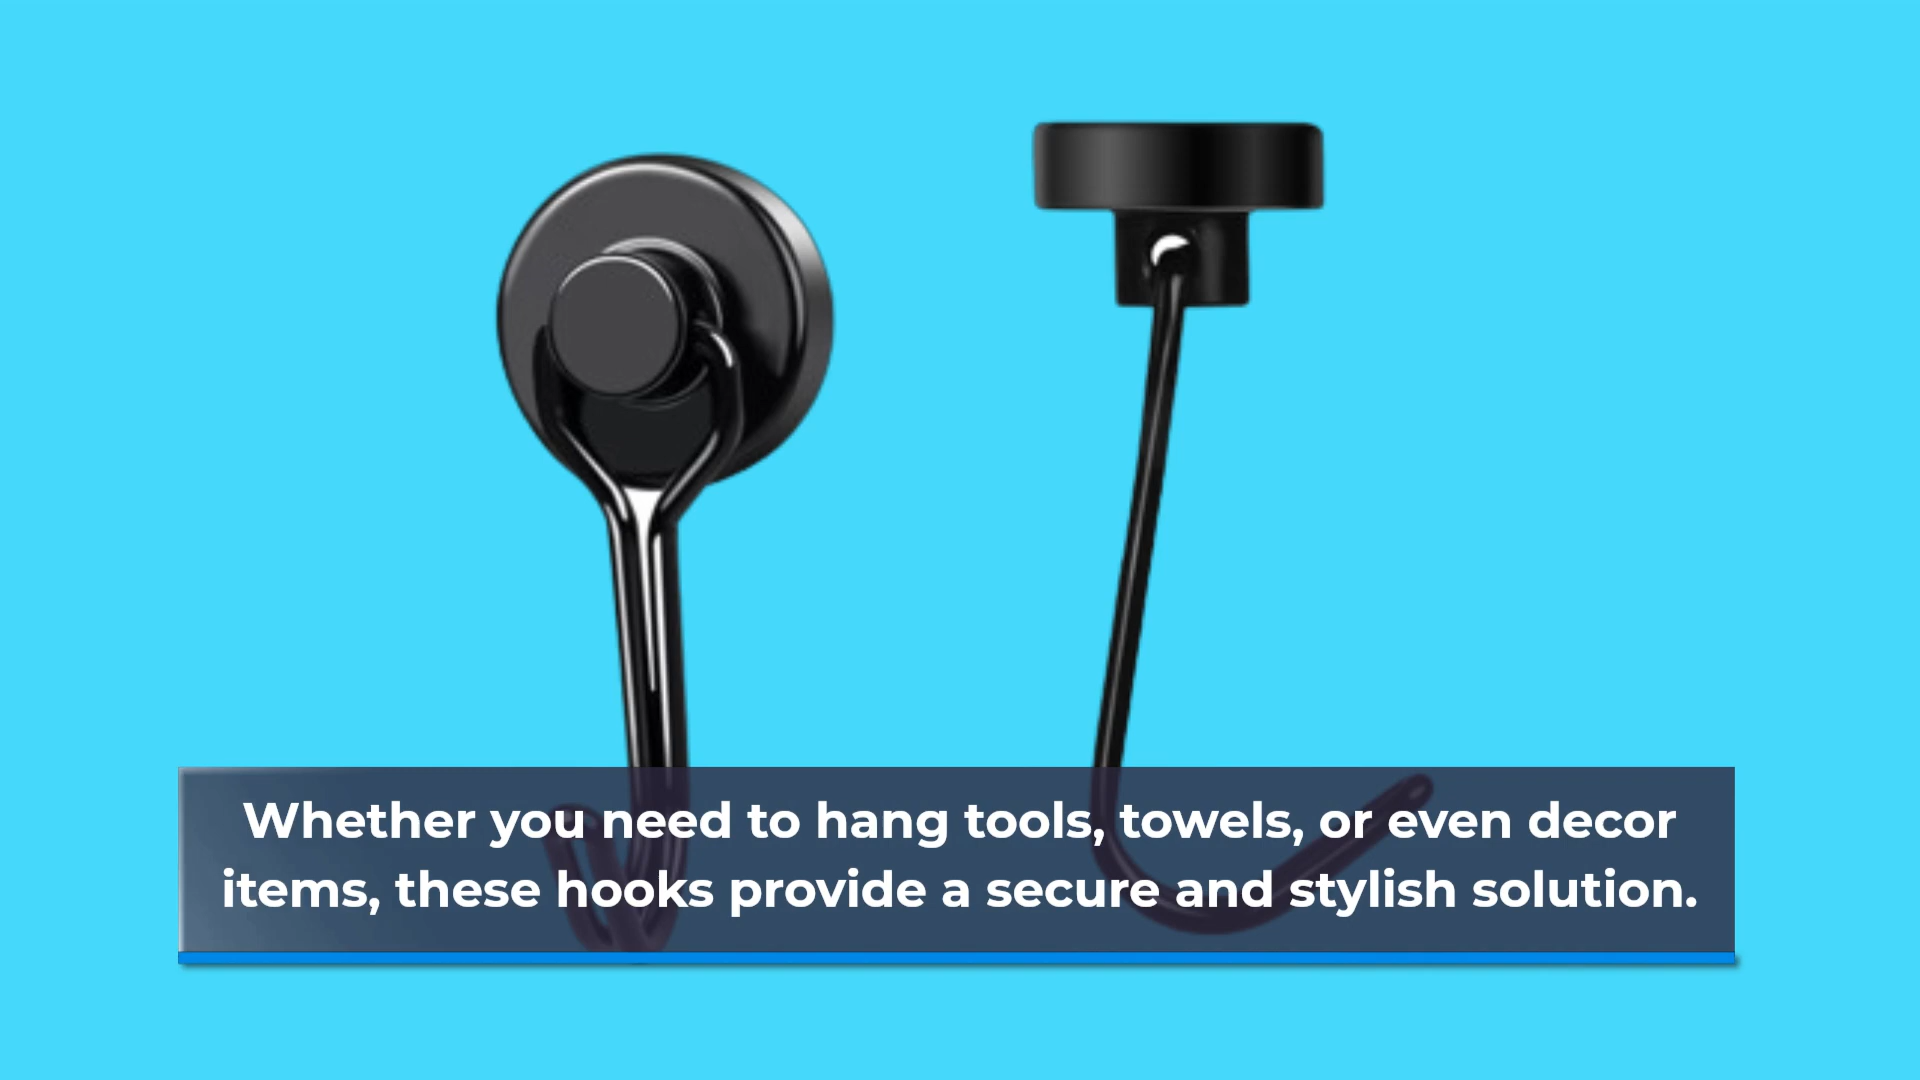 Whether you need to hang tools, towels, or even decor
items, these hooks provide a secure and stylish solution.